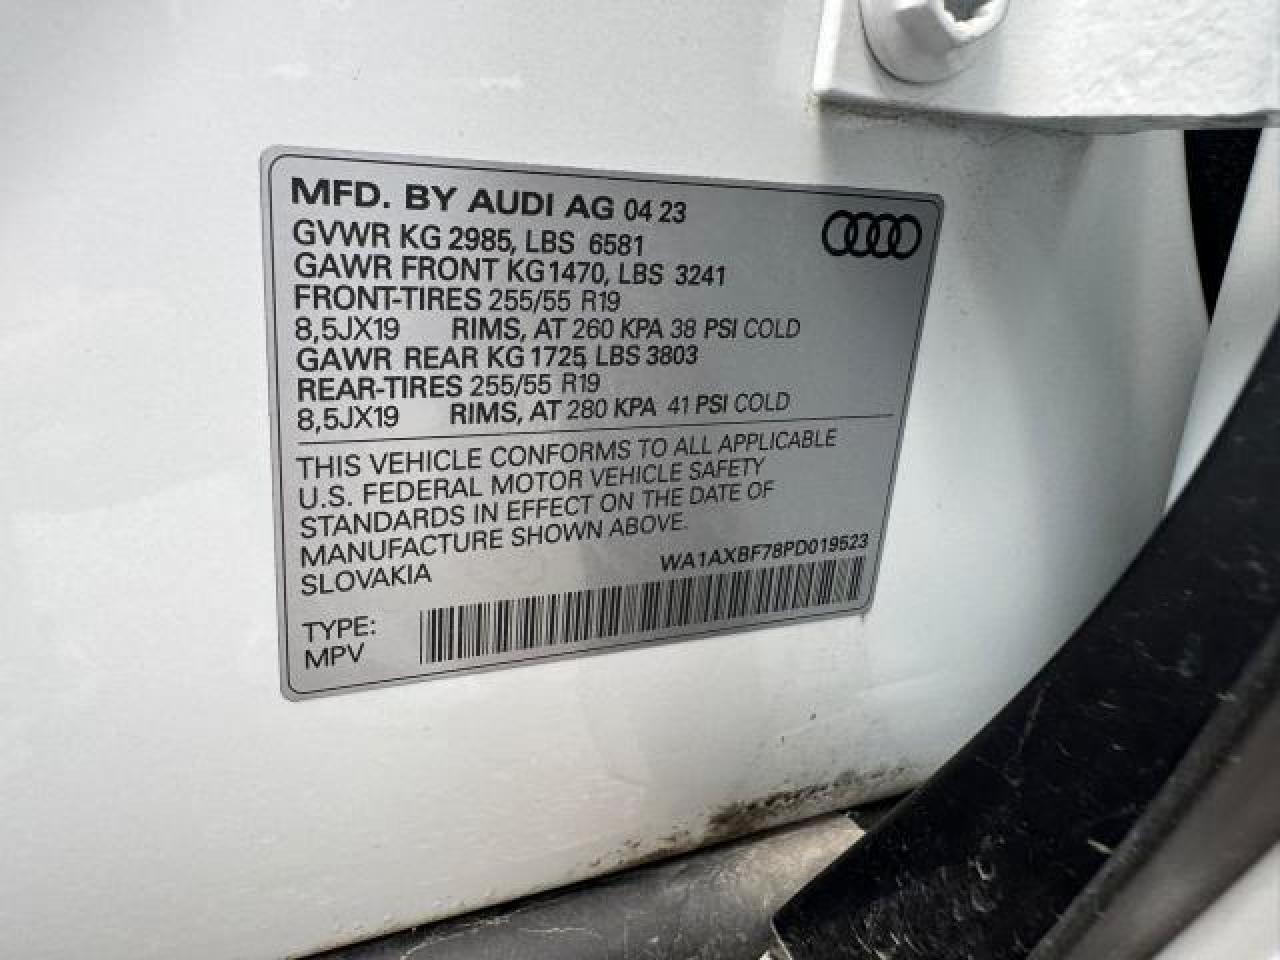 MFD. BY AUDI AG 04 23
GVWR KG 2985, LBS 6581
GAWR FRONT KG1470, LBS 3241
FRONT-TIRES 255/55 R19
8,5JX19 RIMS, AT 260 KPA 38 PSI COLD
GAWR REAR KG 1725, LBS 3803
REAR-TIRES 255/55 R19
8,5JX19 RIMS, AT 280 KPA 41 PSI COLD
THIS VEHICLE CONFORMS TO ALL APPLICABLE
U.S. FEDERAL MOTOR VEHICLE SAFETY
STANDARDS IN EFFECT ON THE DATE OF
MANUFACTURE SHOWN ABOVE.
SLOVAKIA
WA1AXBF78PD019523
TYPE:
MPV